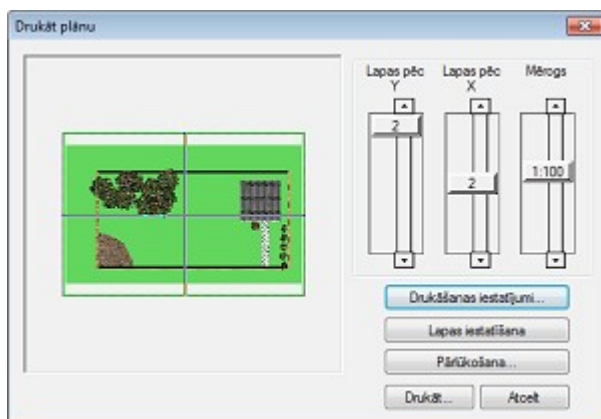 Drukāt plānu
Lapas pēc Y
Lapas pēc X
Mērogs
2
2
1:100
Drukāšanas iestatījumi...
Lapas iestatīšana
Pārlūkošana...
Drukāt...
Atcelt